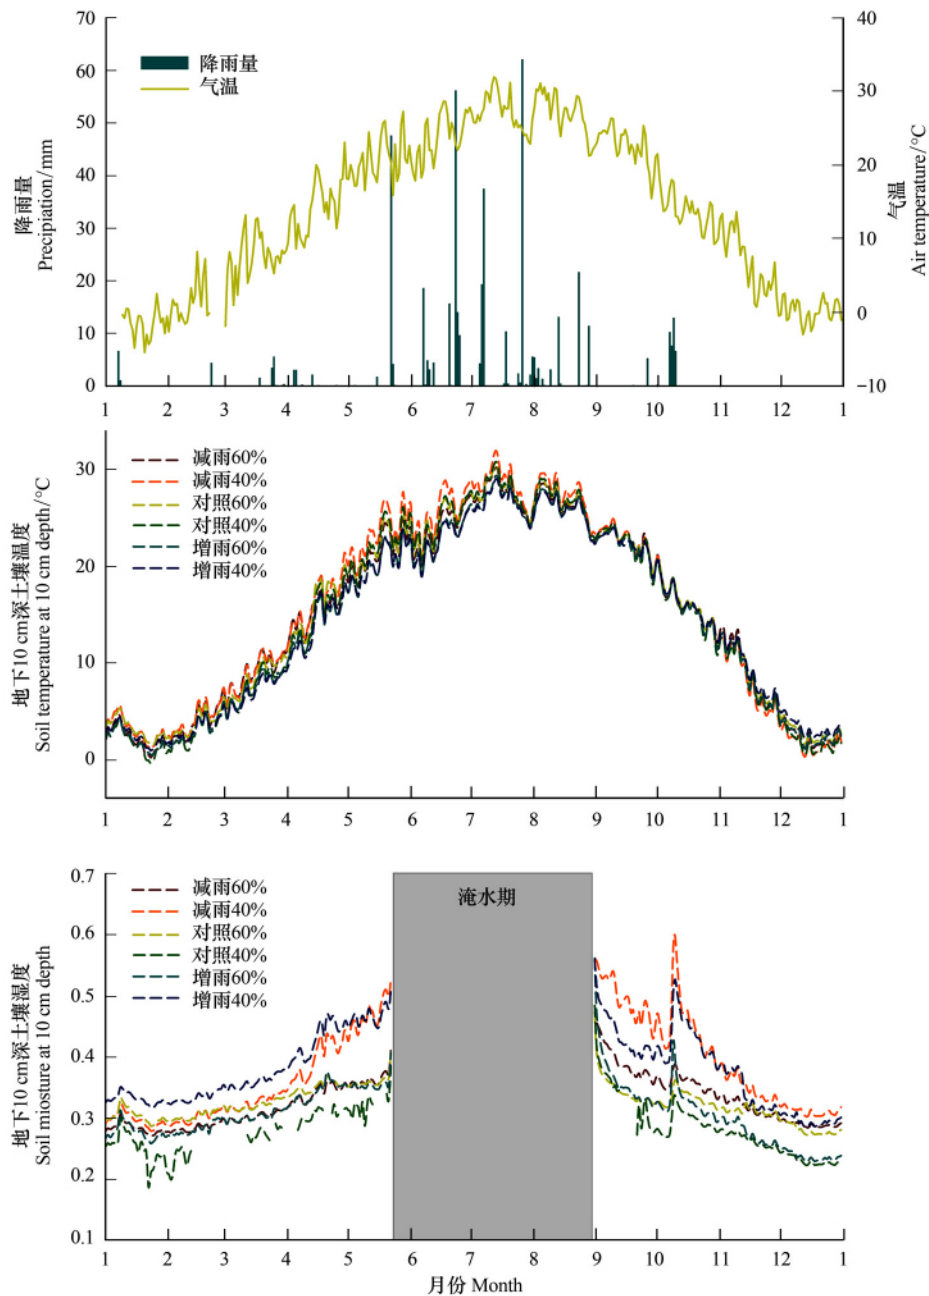 70
60
50
40
30
20
10
0
降雨量
Precipiation/mm
降雨量
气温
40
30
20
10
0
−10
气温
Air temperature/°C
1 2 3 4 5 6 7 8 9 10 11 12 1
30
20
10
0
地下10 cm深土壤温度
Soil temperature at 10 cm depth/°C
减雨60%
减雨40%
对照60%
对照40%
增雨60%
增雨40%
1 2 3 4 5 6 7 8 9 10 11 12 1
0.7
0.6
0.5
0.4
0.3
0.2
0.1
地下10 cm深土壤湿度
Soil miosture at 10 cm depth
减雨60%
减雨40%
对照60%
对照40%
增雨60%
增雨40%
淹水期
1 2 3 4 5 6 7 8 9 10 11 12 1
月份 Month